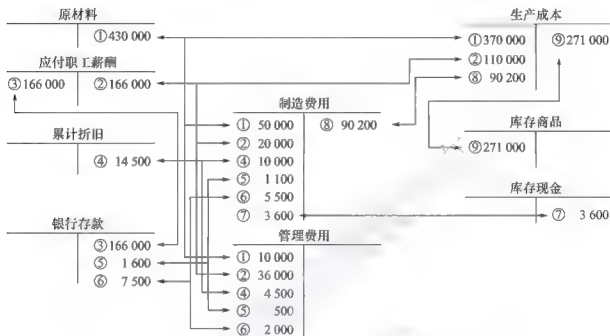 原材料
①430 000
应付职工薪酬
③166 000 ②166 000
累计折旧
④ 14 500
银行存款
③166 000
⑤ 1 600
⑥ 7 500
制造费用
① 50 000 ⑧ 90 200
② 20 000
④ 10 000
⑤ 1 100
⑥ 5 500
⑦ 3 600
管理费用
① 10 000
② 36 000
④ 4 500
⑤ 500
⑥ 2 000
生产成本
①370 000 ⑨271 000
②110 000
⑧ 90 200
库存商品
⑨271 000
库存现金
⑦ 3 600